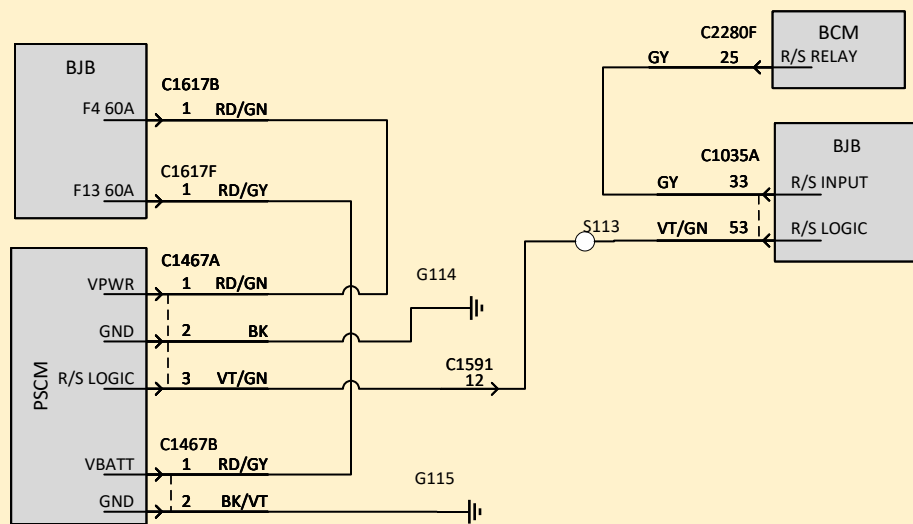 C2280F
BCM
GY 25 R/S RELAY
BJB
C1617B
F4 60A 1 RD/GN
C1617F
F13 60A 1 RD/GY
BJB
C1035A
GY 33 R/S INPUT
S113
VT/GN 53 R/S LOGIC
PSCM
C1467A
VPWR 1 RD/GN
G114
GND 2 BK
C1591
12
R/S LOGIC 3 VT/GN
C1467B
VBATT 1 RD/GY
G115
GND 2 BK/VT